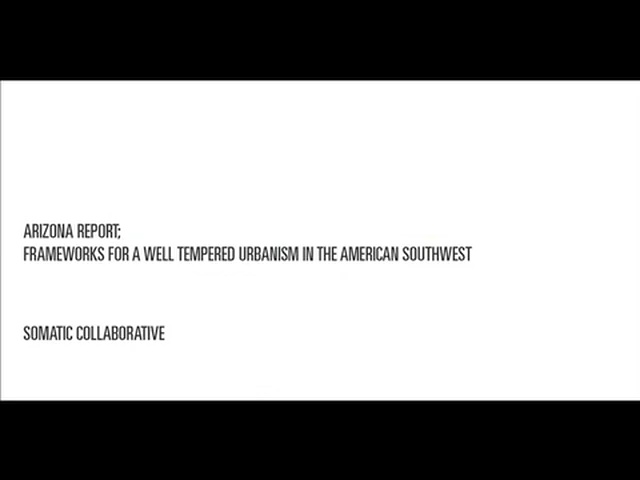 ARIZONA REPORT;
FRAMEWORKS FOR A WELL TEMPERED URBANISM IN THE AMERICAN SOUTHWEST
SOMATIC COLLABORATIVE